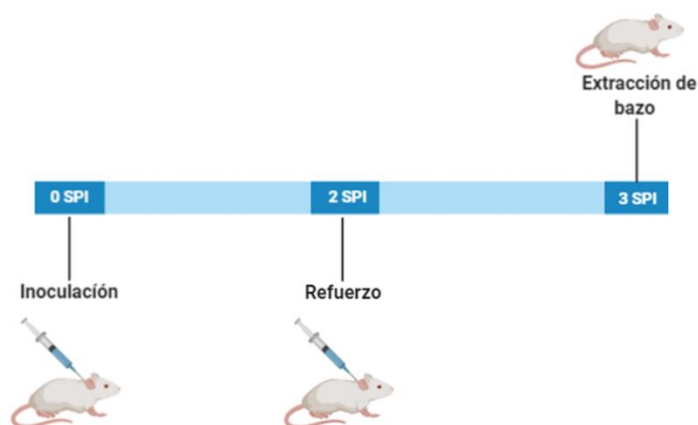 Extracción de
bazo
0 SPI
2 SPI
3 SPI
Inoculación
Refuerzo